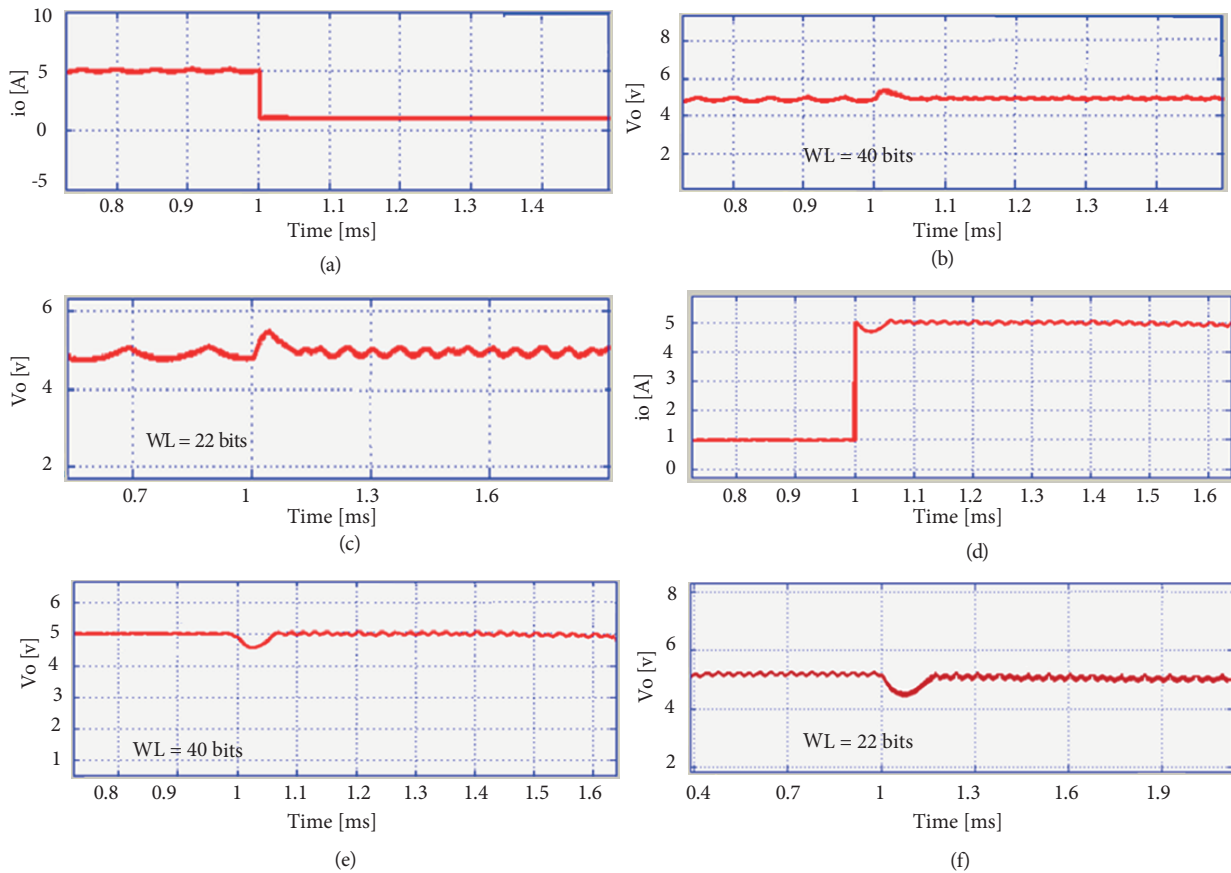 10
5
0
-5
io [A]
0.8 0.9 1 1.1 1.2 1.3 1.4
Time [ms]
(a)
8
6
4
2
Vo [v]
WL = 40 bits
0.8 0.9 1 1.1 1.2 1.3 1.4
Time [ms]
(b)
6
4
2
Vo [v]
WL = 22 bits
0.7 1 1.3 1.6
Time [ms]
(c)
5
4
3
2
1
0
io [A]
0.8 0.9 1 1.1 1.2 1.3 1.4 1.5 1.6
Time [ms]
(d)
6
5
4
3
2
1
Vo [v]
WL = 40 bits
0.8 0.9 1 1.1 1.2 1.3 1.4 1.5 1.6
Time [ms]
(e)
8
6
4
2
Vo [v]
WL = 22 bits
0.4 0.7 1 1.3 1.6 1.9
Time [ms]
(f)